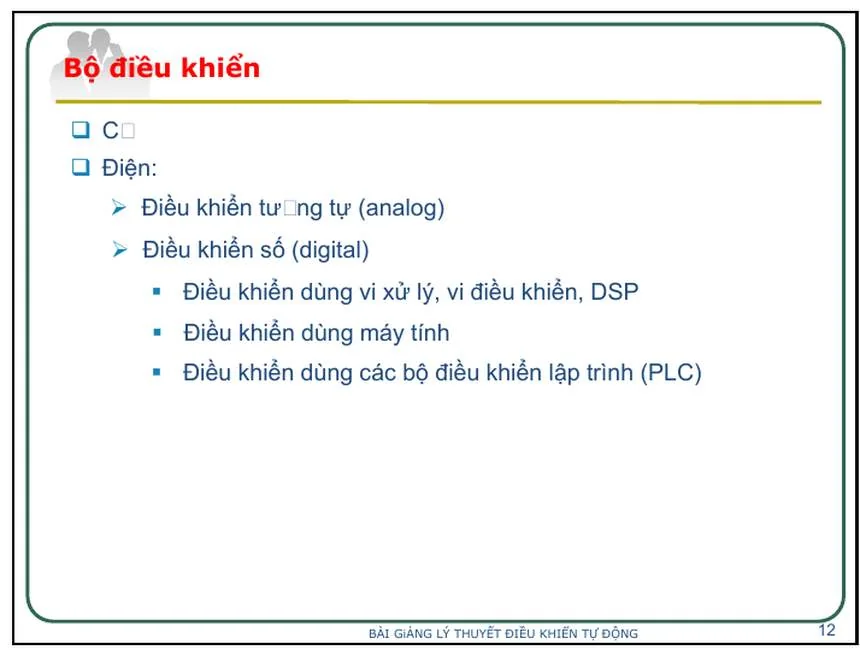 Bộ điều khiển
❑ C□
❑ Điện:
➢ Điều khiển tư□ng tự (analog)
➢ Điều khiển số (digital)
▪ Điều khiển dùng vi xử lý, vi điều khiển, DSP
▪ Điều khiển dùng máy tính
▪ Điều khiển dùng các bộ điều khiển lập trình (PLC)
BÀI GiẢNG LÝ THUYẾT ĐIỀU KHIỂN TỰ ĐỘNG
12